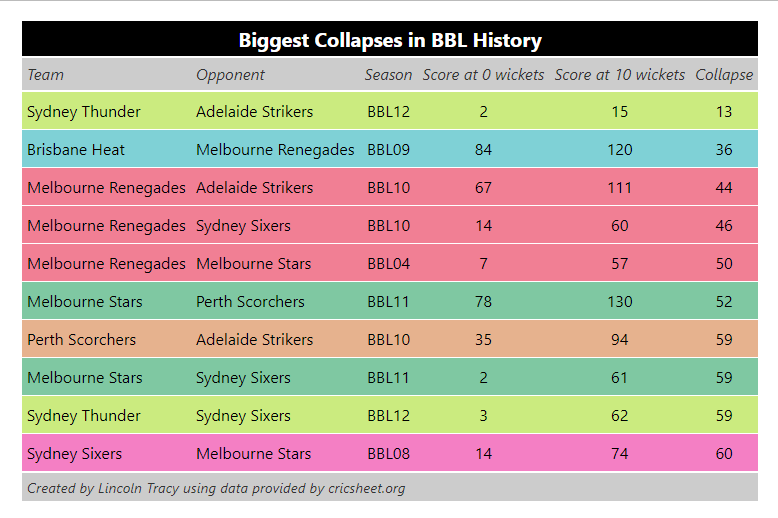 Biggest Collapses in BBL History
Team Opponent Season Score at 0 wickets Score at 10 wickets Collapse
Sydney Thunder Adelaide Strikers BBL12 2 15 13
Brisbane Heat Melbourne Renegades BBL09 84 120 36
Melbourne Renegades Adelaide Strikers BBL10 67 111 44
Melbourne Renegades Sydney Sixers BBL10 14 60 46
Melbourne Renegades Melbourne Stars BBL04 7 57 50
Melbourne Stars Perth Scorchers BBL11 78 130 52
Perth Scorchers Adelaide Strikers BBL10 35 94 59
Melbourne Stars Sydney Sixers BBL11 2 61 59
Sydney Thunder Sydney Sixers BBL12 3 62 59
Sydney Sixers Melbourne Stars BBL08 14 74 60
Created by Lincoln Tracy using data provided by cricsheet.org